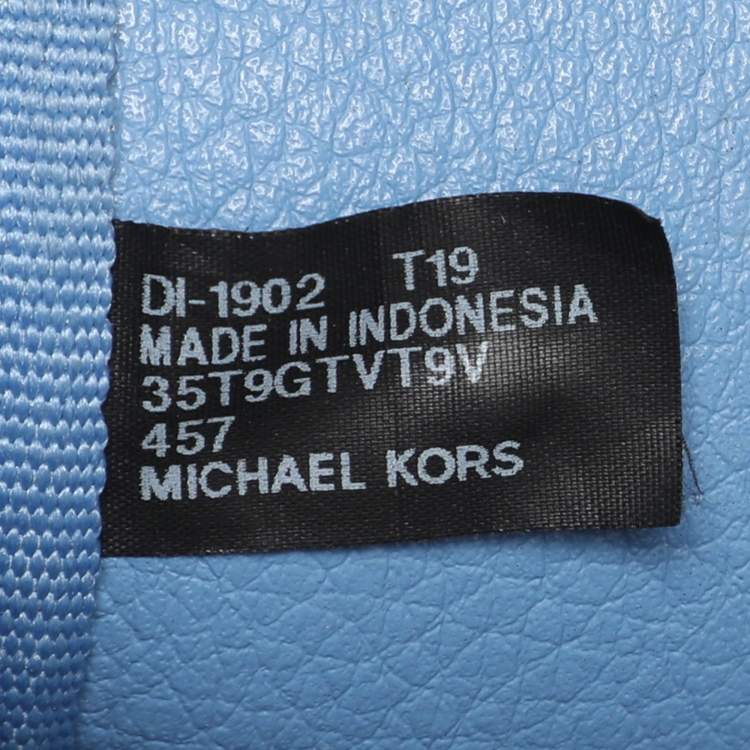 DI-1902 T19
MADE IN INDONESIA
35T9GTVT9V
457
MICHAEL KORS